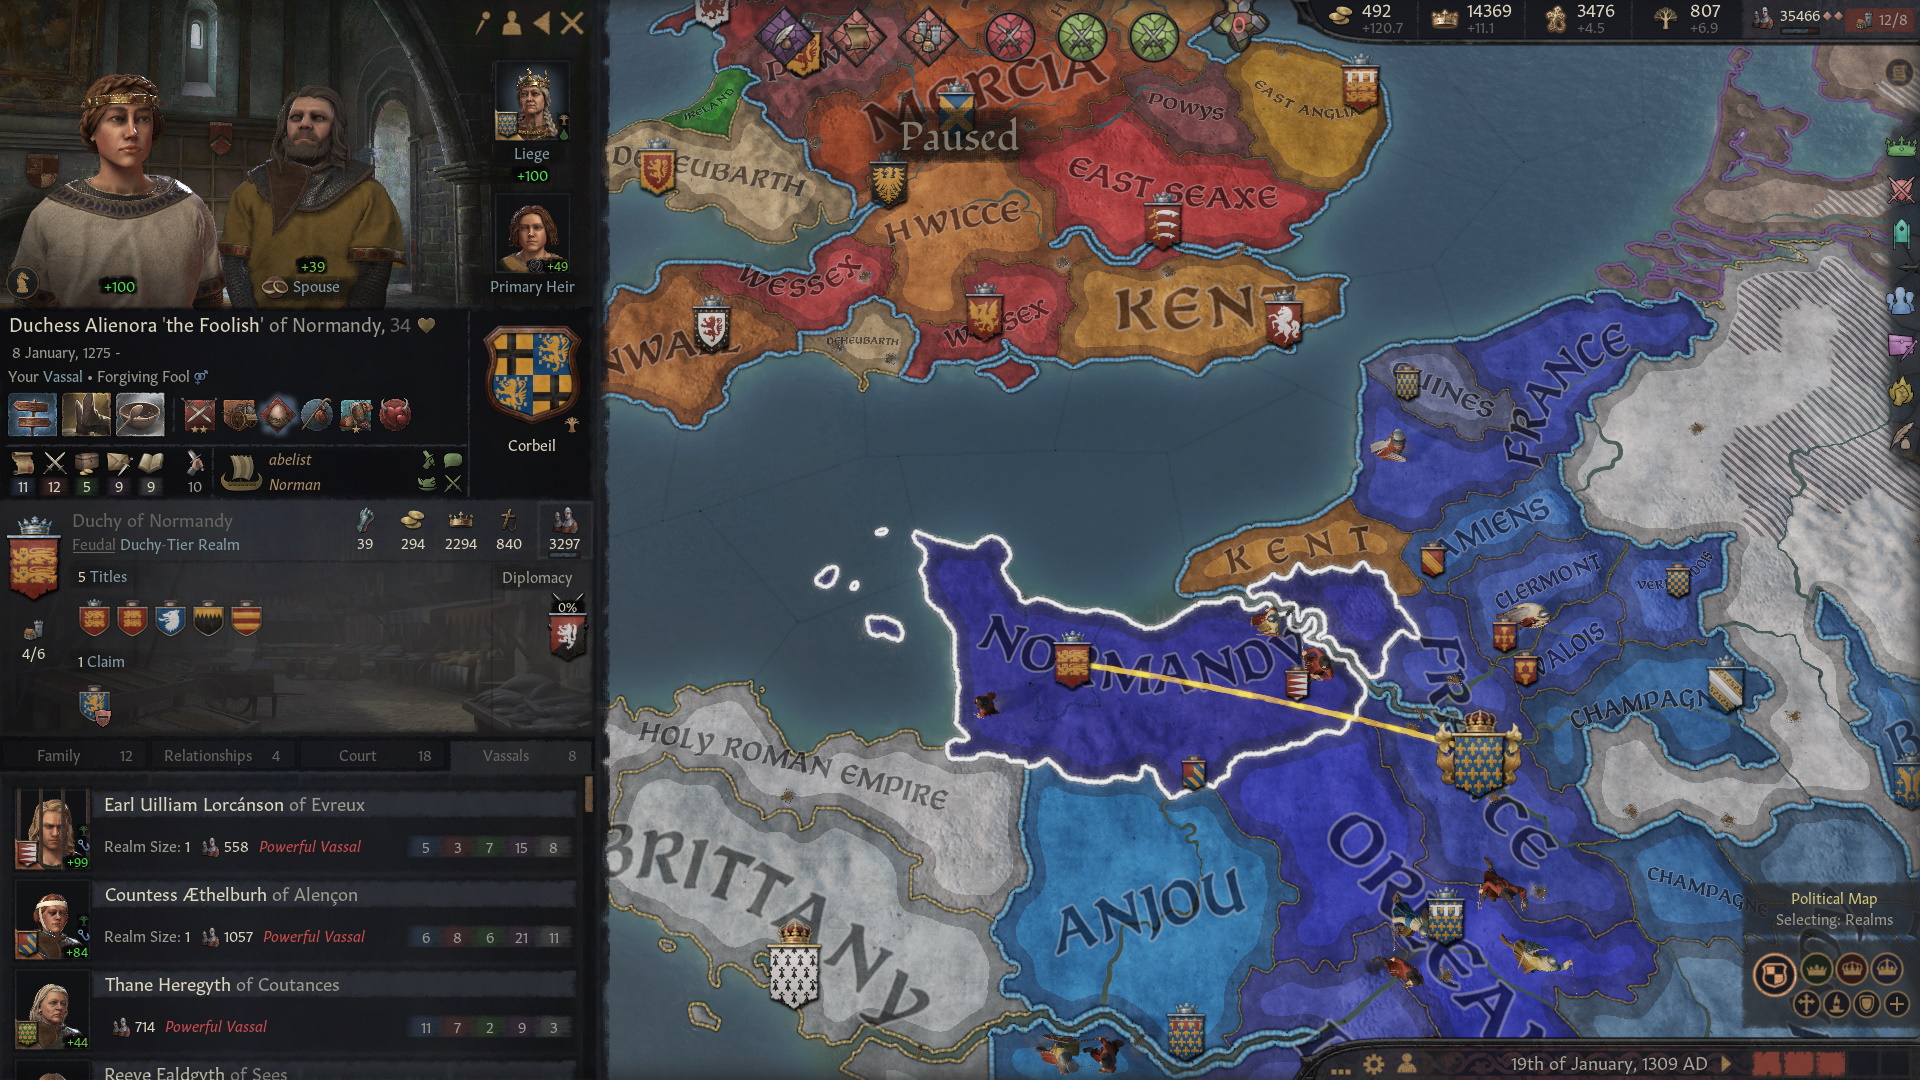 492
+120.7
14369
+11.1
3476
+4.5
807
+6.9
35466
12/8
Liege
+100
+100
+39
Spouse
+49
Primary Heir
Duchess Alienora 'the Foolish' of Normandy, 34
8 January, 1275 -
Your Vassal • Forgiving Fool
Corbeil
11 12 5 9 9 10
abelist
Norman
Duchy of Normandy
Feudal Duchy-Tier Realm
39 294 2294 840 3297
5 Titles
Diplomacy
0%
4/6
1 Claim
Family 12 Relationships 4 Court 18 Vassals 8
Earl Uilliam Lorcánson of Evreux
Realm Size: 1 558 Powerful Vassal 5 3 7 15 8
+99
Countess Æthelburh of Alençon
Realm Size: 1 1057 Powerful Vassal 6 8 6 21 11
+84
Thane Heregyth of Coutances
714 Powerful Vassal 11 7 2 9 3
+44
Reeve Ealdgyth of Sees
Paused
MERCIA
IRELAND
POWYS
EAST ANGLIA
DEHEUBARTH
EAST SEAXE
HWICCE
WESSEX
KENT
WESSEX
NWALL
DEHEUBARTH
GUINES
FRANCE
AMIENS
KENT
CLERMONT
VALOIS
NORMANDY
FRANCE
CHAMPAGN
HOLY ROMAN EMPIRE
BRITTANY
ANJOU
ORLEAN
CHAMPAGNE
Political Map
Selecting: Realms
19th of January, 1309 AD